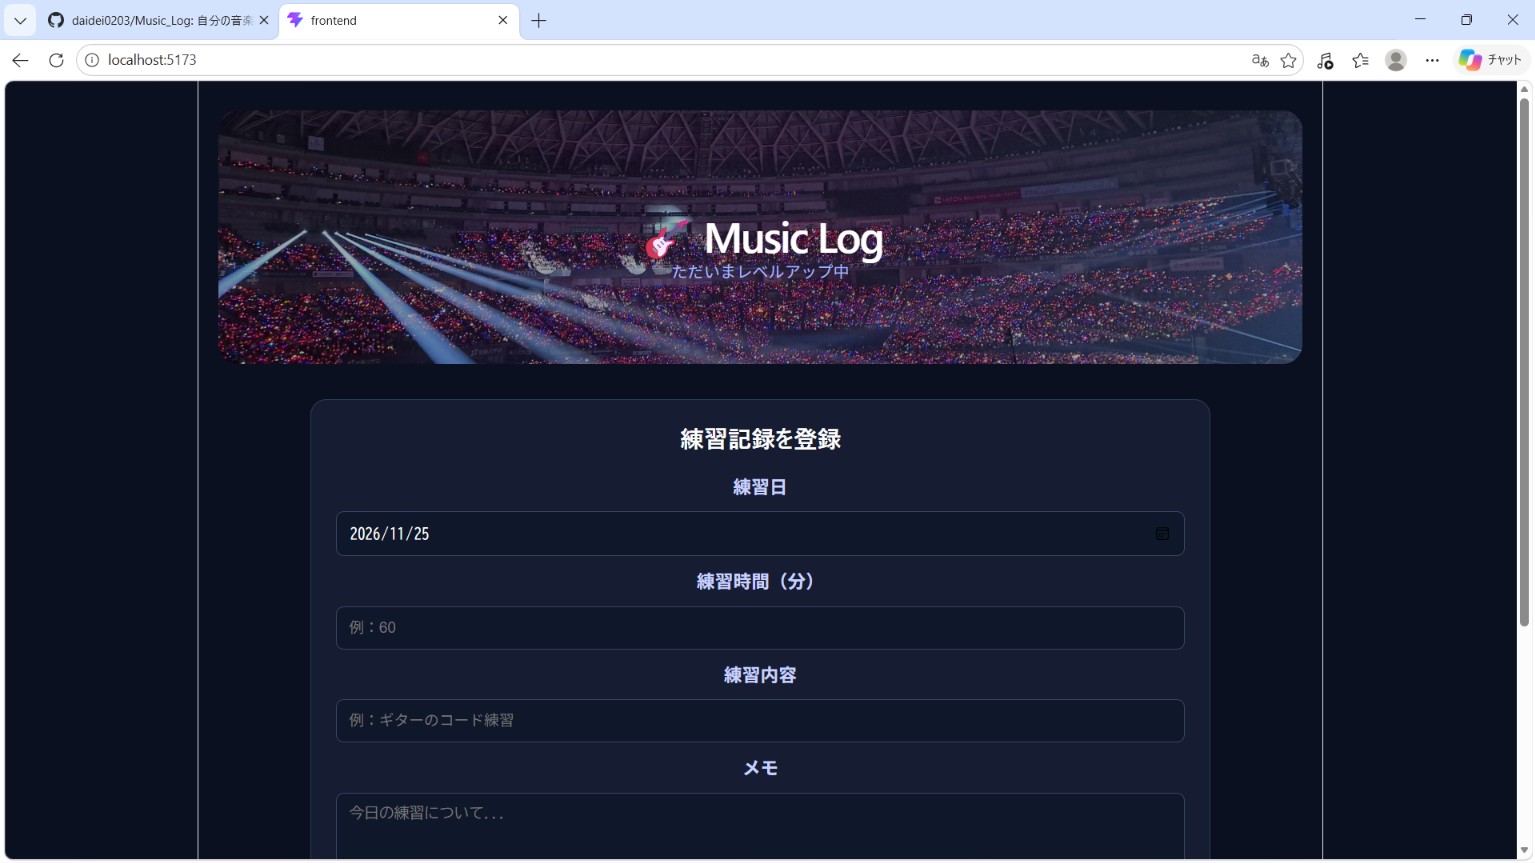 daidei0203/Music_Log: 自分の音楽
frontend
localhost:5173
チャット
Music Log
ただいまレベルアップ中
練習記録を登録
練習日
2026/11/25
練習時間（分）
例：60
練習内容
例：ギターのコード練習
メモ
今日の練習について...